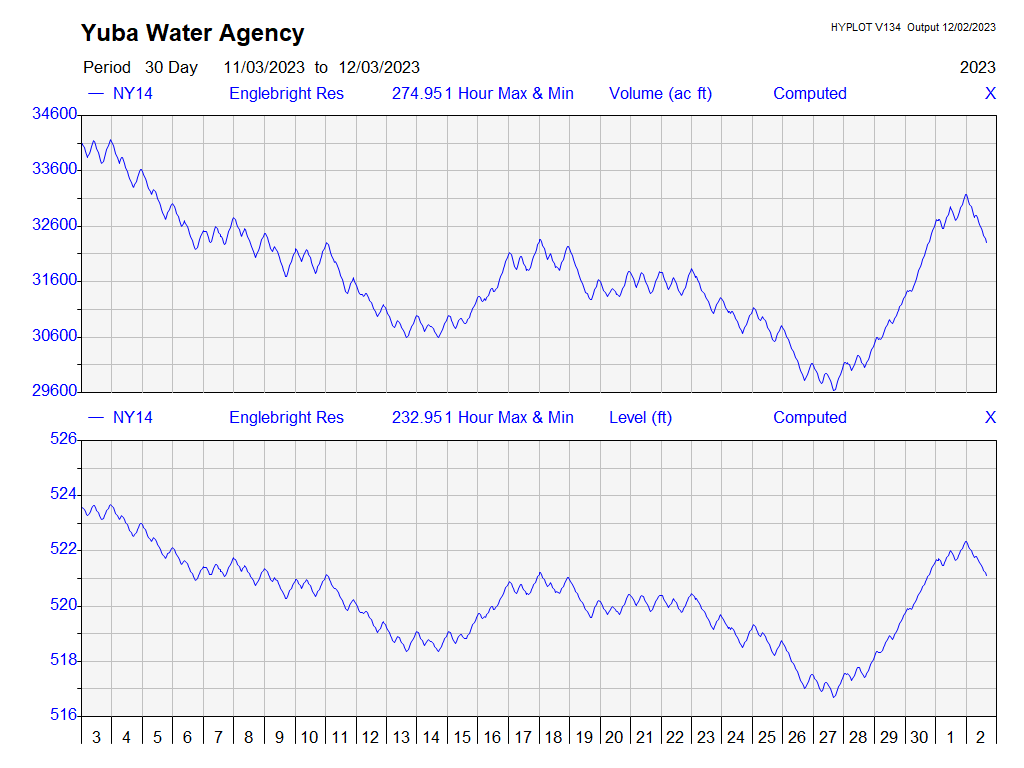 Yuba Water Agency
HYPLOT V134 Output 12/02/2023
Period 30 Day 11/03/2023 to 12/03/2023 2023
— NY14 Englebright Res 274.951 Hour Max & Min Volume (ac ft) Computed X
34600
33600
32600
31600
30600
29600
— NY14 Englebright Res 232.951 Hour Max & Min Level (ft) Computed X
526
524
522
520
518
516
3 4 5 6 7 8 9 10 11 12 13 14 15 16 17 18 19 20 21 22 23 24 25 26 27 28 29 30 1 2